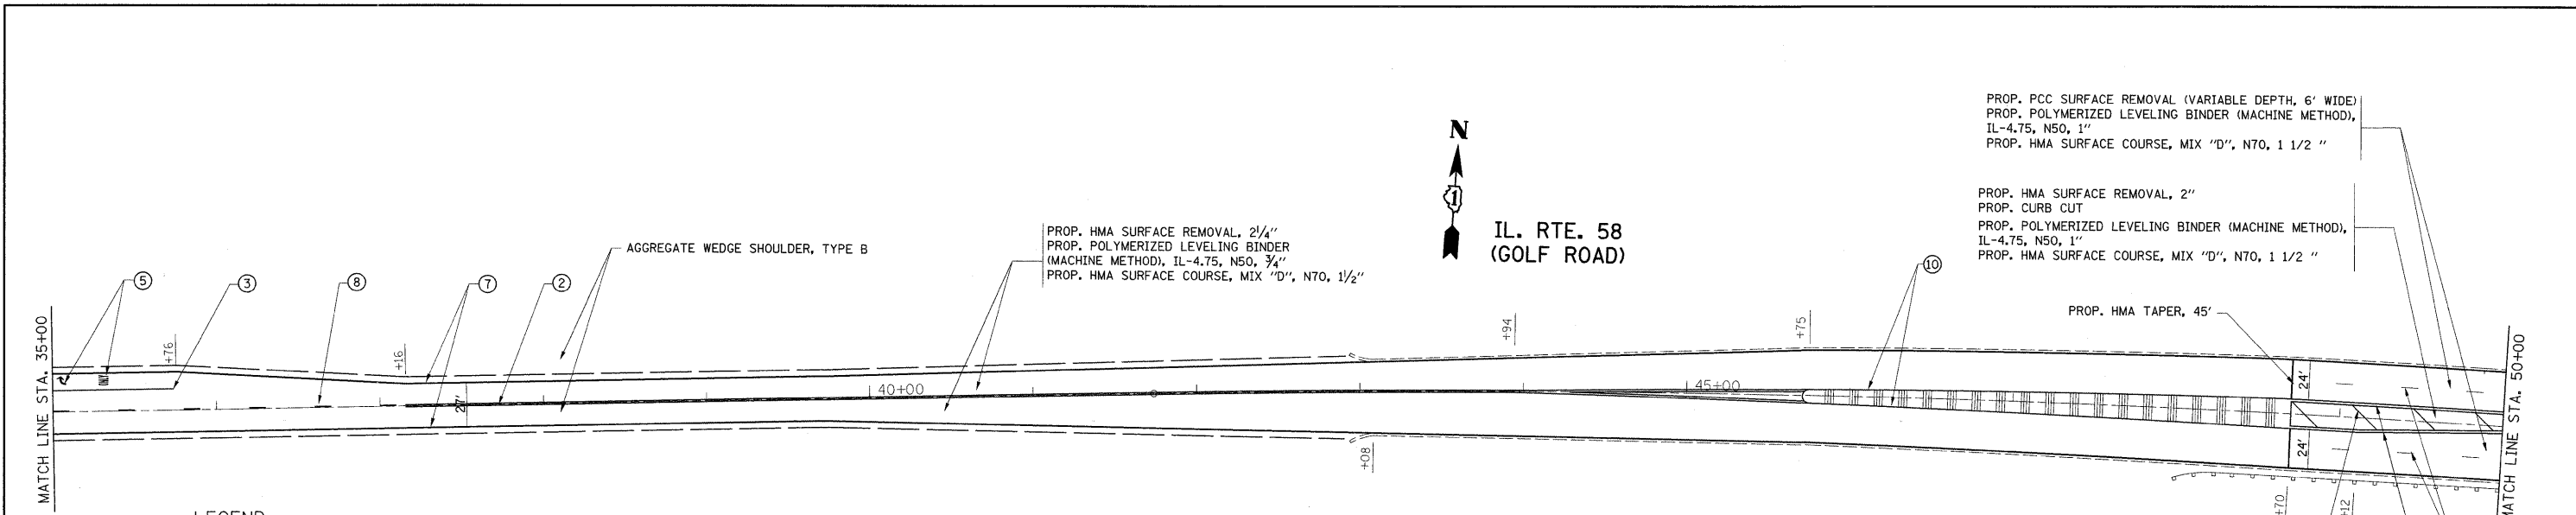 PROP. PCC SURFACE REMOVAL (VARIABLE DEPTH, 6' WIDE)
PROP. POLYMERIZED LEVELING BINDER (MACHINE METHOD),
IL-4.75, N50, 1"
PROP. HMA SURFACE COURSE, MIX "D", N70, 1 1/2 "
N
1
IL. RTE. 58
(GOLF ROAD)
PROP. HMA SURFACE REMOVAL, 2"
PROP. CURB CUT
PROP. POLYMERIZED LEVELING BINDER (MACHINE METHOD),
IL-4.75, N50, 1"
PROP. HMA SURFACE COURSE, MIX "D", N70, 1 1/2 "
PROP. HMA SURFACE REMOVAL, 2 1/4"
PROP. POLYMERIZED LEVELING BINDER
(MACHINE METHOD), IL-4.75, N50, 3/4"
PROP. HMA SURFACE COURSE, MIX "D", N70, 1 1/2"
AGGREGATE WEDGE SHOULDER, TYPE B
5
3
8
7
2
10
PROP. HMA TAPER, 45'
MATCH LINE STA. 35+00
+76
+16
27'
40+00
+94
+75
45+00
+08
24'
24'
+70
+12
MATCH LINE STA. 50+00
LEGEND